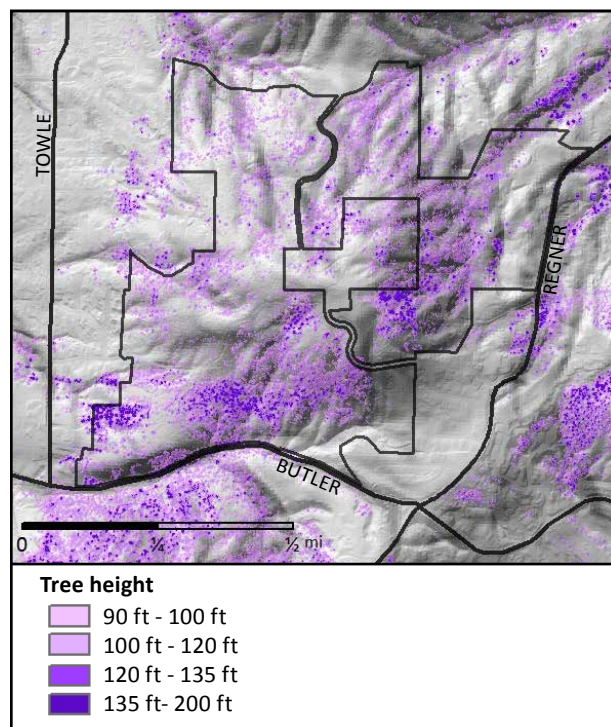 TOWLE
REGNER
BUTLER
0 ¼ ½ mi
Tree height
90 ft - 100 ft
100 ft - 120 ft
120 ft - 135 ft
135 ft- 200 ft